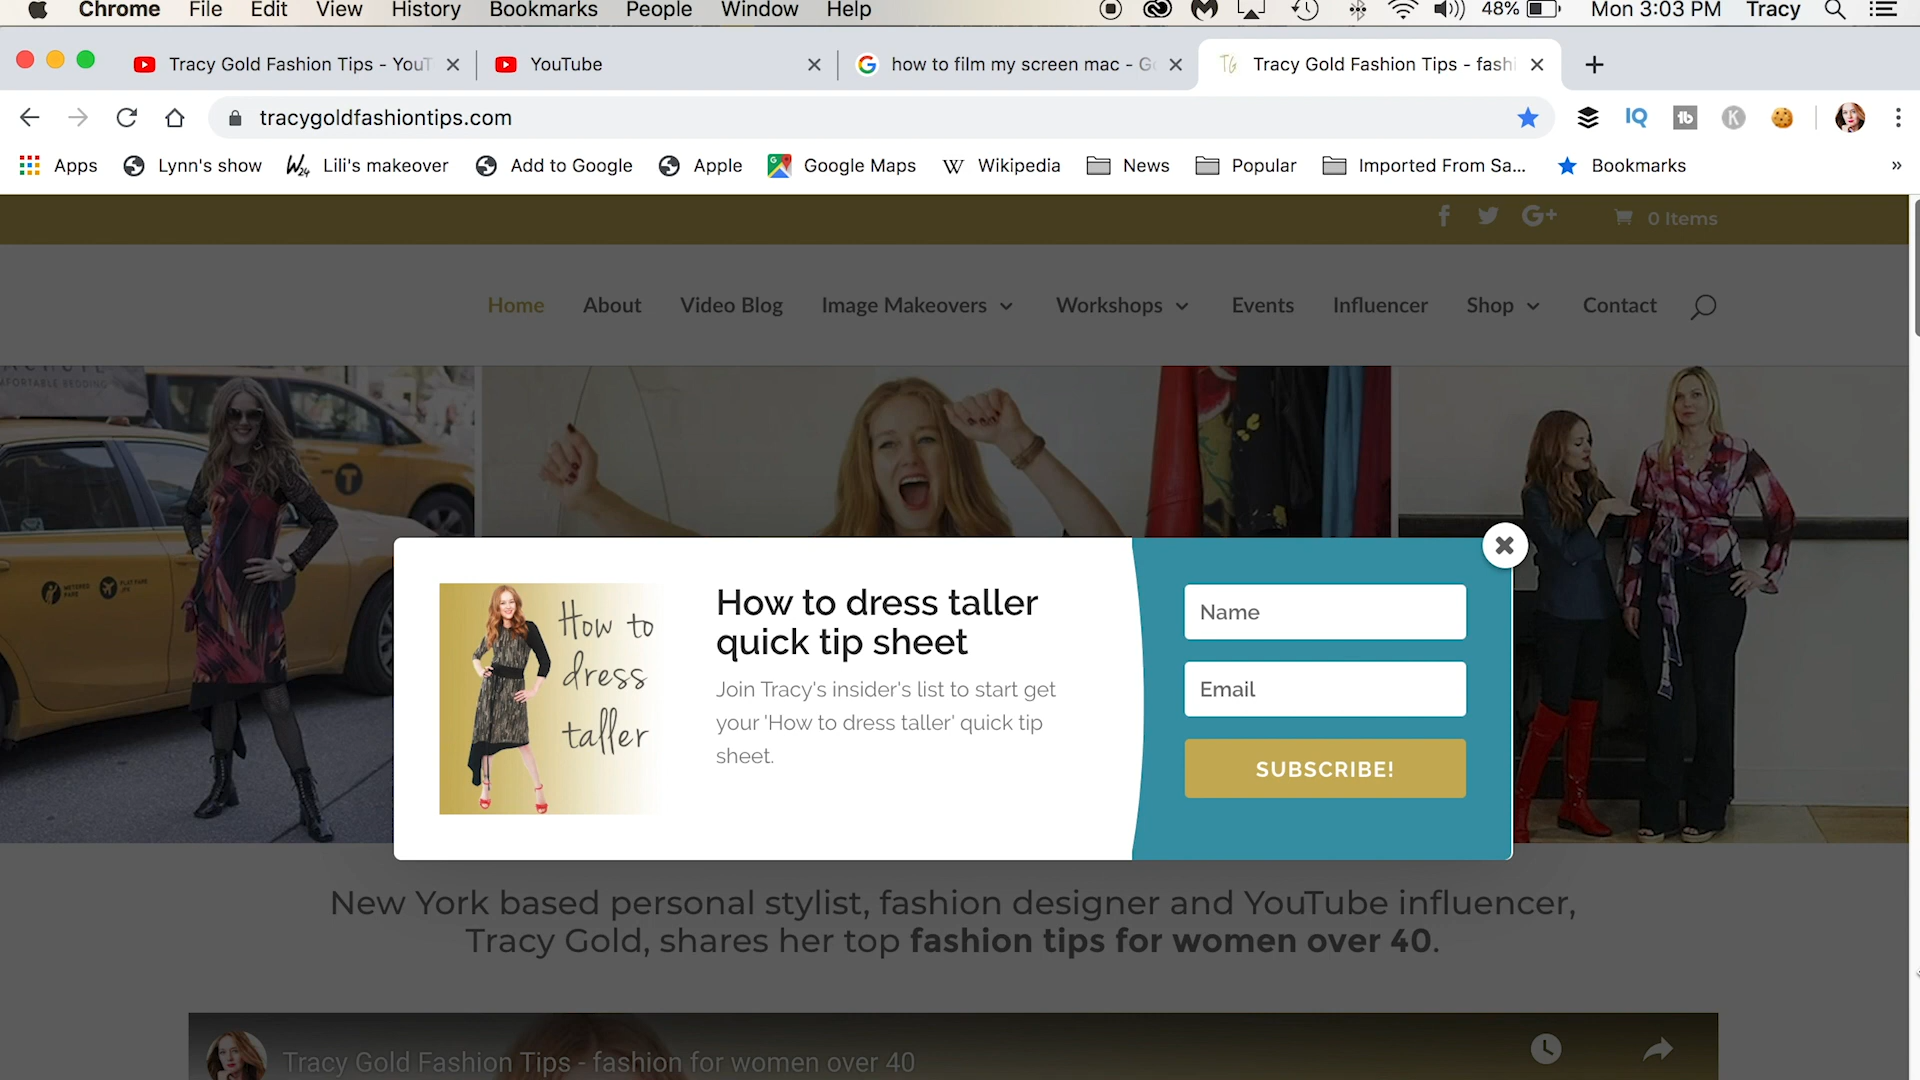 Chrome File Edit View History Bookmarks People Window Help 48% Mon 3:03 PM Tracy
Tracy Gold Fashion Tips - YouT YouTube how to film my screen mac - Go Tracy Gold Fashion Tips - fashi
tracygoldfashiontips.com
Apps Lynn's show Lili's makeover Add to Google Apple Google Maps Wikipedia News Popular Imported From Sa... Bookmarks »
0 Items
Home About Video Blog Image Makeovers Workshops Events Influencer Shop Contact
How to
dress
taller
How to dress taller
quick tip sheet
Join Tracy's insider's list to start get
your 'How to dress taller' quick tip
sheet.
Name
Email
SUBSCRIBE!
New York based personal stylist, fashion designer and YouTube influencer,
Tracy Gold, shares her top fashion tips for women over 40.
Tracy Gold Fashion Tips - fashion for women over 40